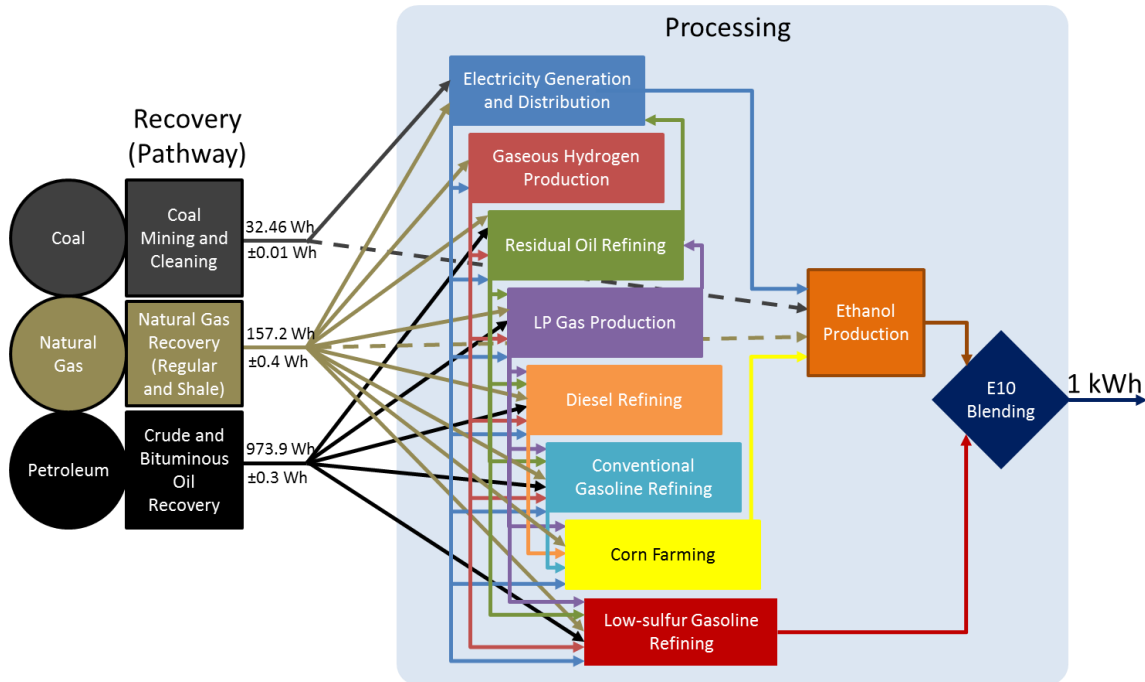 Processing
Electricity Generation
and Distribution
Recovery
(Pathway)
Gaseous Hydrogen
Production
Coal
Coal
Mining and
Cleaning
32.46 Wh
±0.01 Wh
Residual Oil Refining
Natural
Gas
Natural Gas
Recovery
(Regular
and Shale)
157.2 Wh
±0.4 Wh
LP Gas Production
Ethanol
Production
Diesel Refining
E10
Blending
1 kWh
Petroleum
Crude and
Bituminous
Oil
Recovery
973.9 Wh
±0.3 Wh
Conventional
Gasoline Refining
Corn Farming
Low-sulfur Gasoline
Refining